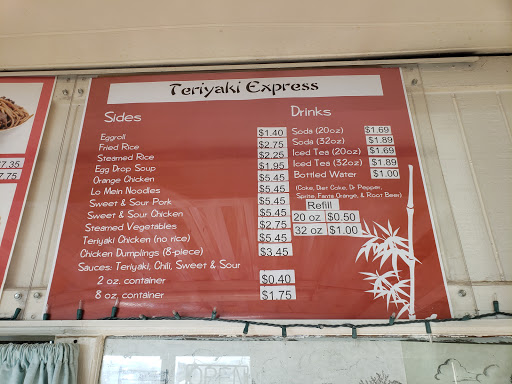 Teriyaki Express
Sides
Eggroll $1.40
Fried Rice $2.75
Steamed Rice $2.25
Egg Drop Soup $1.95
Orange Chicken $5.45
Lo Mein Noodles $5.45
Sweet & Sour Pork $5.45
Sweet & Sour Chicken $5.45
Steamed Vegetables $2.75
Teriyaki Chicken (no rice) $5.45
Chicken Dumplings (8-piece) $3.45
Sauces: Teriyaki, Chili, Sweet & Sour
2 oz. container $0.40
8 oz. container $1.75
Drinks
Soda (20oz) $1.69
Soda (32oz) $1.89
Iced Tea (20oz) $1.69
Iced Tea (32oz) $1.89
Bottled Water $1.00
(Coke, Diet Coke, Dr Pepper,
Sprite, Fanta Orange, & Root Beer)
Refill
20 oz $0.50
32 oz $1.00
7.35
7.75
OPEN